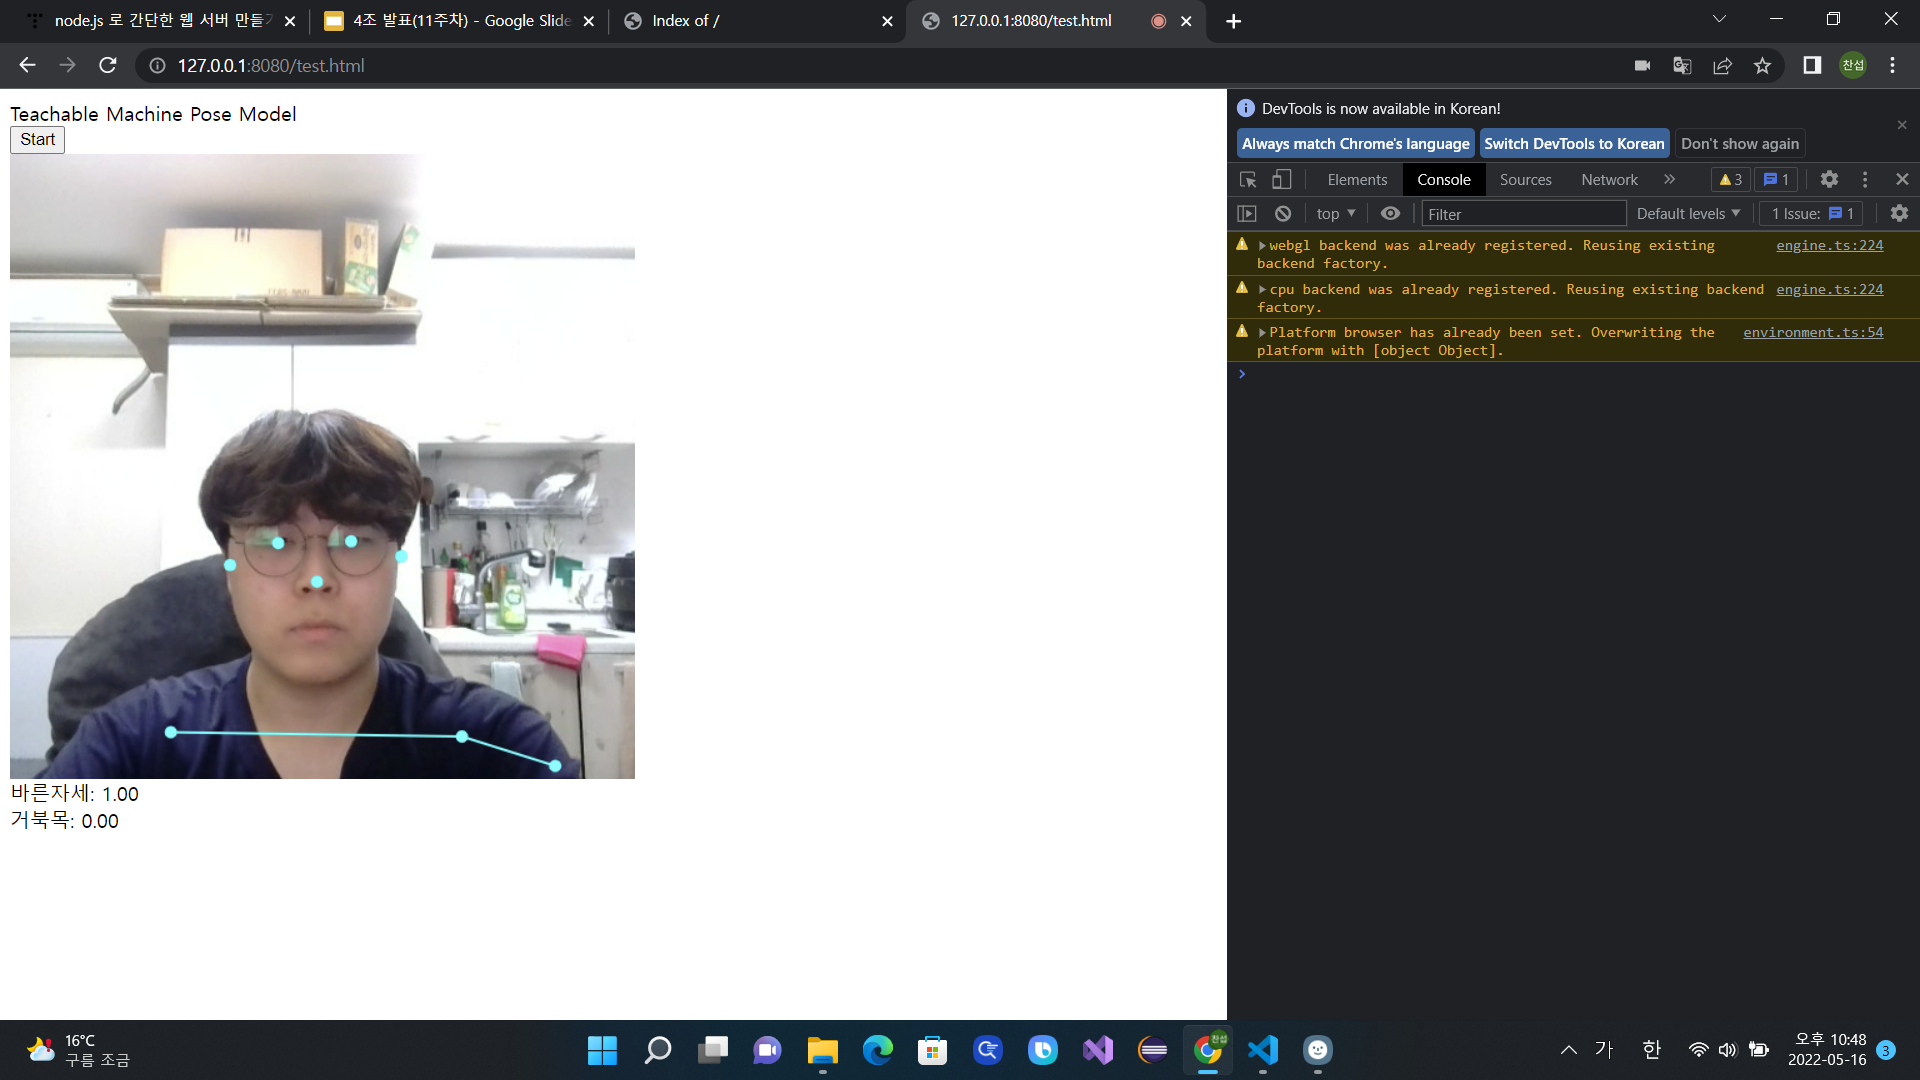 node.js 로 간단한 웹 서버 만들기
4조 발표(11주차) - Google Slide
Index of /
127.0.0.1:8080/test.html
127.0.0.1:8080/test.html
찬섭
Teachable Machine Pose Model
Start
바른자세: 1.00
거북목: 0.00
DevTools is now available in Korean!
Always match Chrome's language
Switch DevTools to Korean
Don't show again
Elements
Console
Sources
Network
3
1
top
Filter
Default levels
1 Issue:
1
webgl backend was already registered. Reusing existing
backend factory.
engine.ts:224
cpu backend was already registered. Reusing existing backend
factory.
engine.ts:224
Platform browser has already been set. Overwriting the
platform with [object Object].
environment.ts:54
16°C
구름 조금
찬섭
가
한
오후 10:48
2022-05-16
3